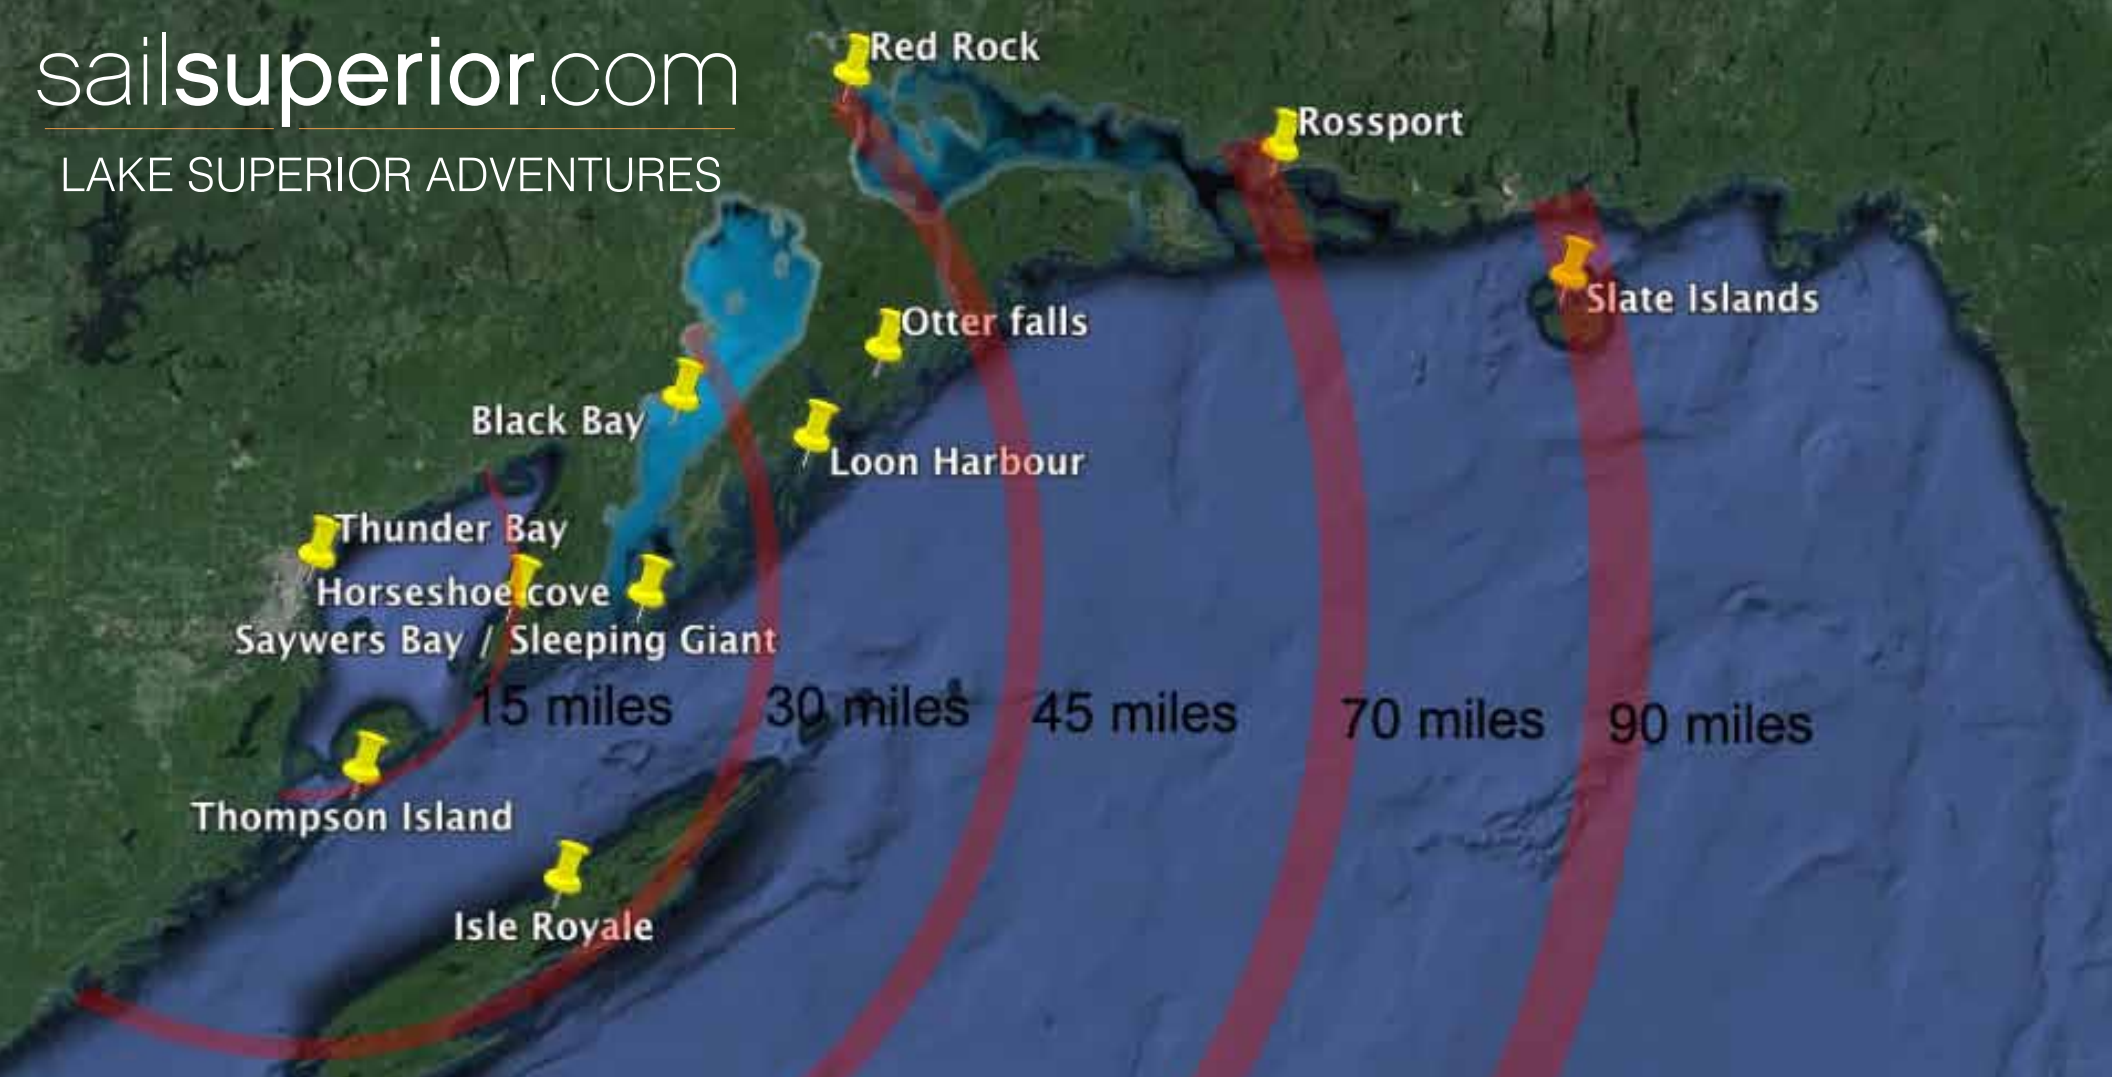 sailsuperior.com
LAKE SUPERIOR ADVENTURES
Red Rock
Rossport
Slate Islands
Otter falls
Black Bay
Loon Harbour
Thunder Bay
Horseshoe cove
Saywers Bay / Sleeping Giant
15 miles
30 miles
45 miles
70 miles
90 miles
Thompson Island
Isle Royale